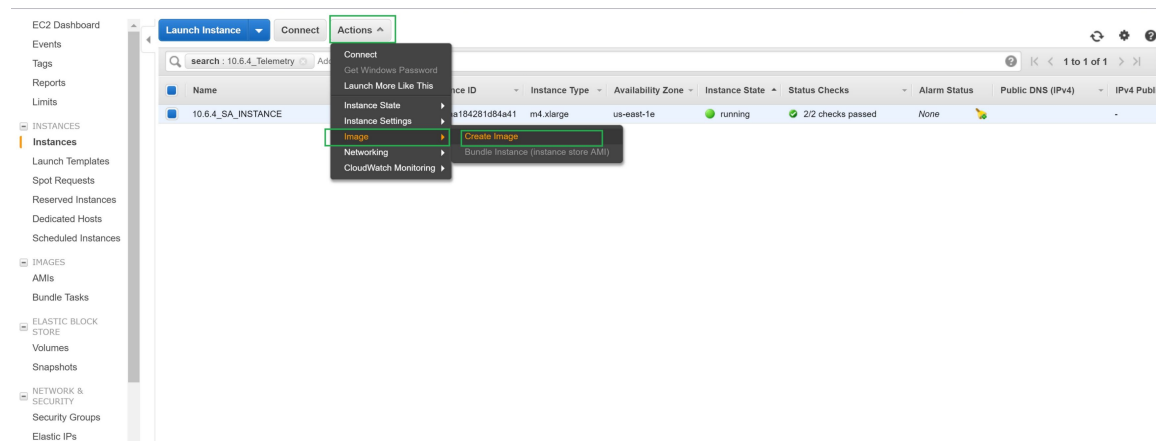 EC2 Dashboard
Events
Tags
Reports
Limits
INSTANCES
Instances
Launch Templates
Spot Requests
Reserved Instances
Dedicated Hosts
Scheduled Instances
IMAGES
AMIs
Bundle Tasks
ELASTIC BLOCK
STORE
Volumes
Snapshots
NETWORK &
SECURITY
Security Groups
Elastic IPs
Launch Instance Connect Actions
search : 10.6.4_Telemetry Add 1 to 1 of 1
Name nce ID Instance Type Availability Zone Instance State Status Checks Alarm Status Public DNS (IPv4) IPv4 Publi
10.6.4_SA_INSTANCE a184281d84a41 m4.xlarge us-east-1e running 2/2 checks passed None -
Connect
Get Windows Password
Launch More Like This
Instance State
Instance Settings
Image
Networking
CloudWatch Monitoring
Create Image
Bundle Instance (instance store AMI)